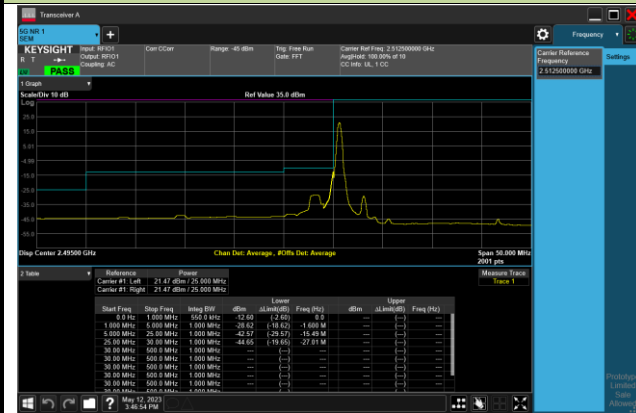 Transceiver A
5G NR 1
SEM
Frequency
KEYSIGHT
R T
PASS
Input: RFIO1
Output: RFIO1
Coupling: AC
Corr CCorr
Range: -45 dBm
Trig: Free Run
Gate: FFT
Carrier Ref Freq: 2.512500000 GHz
Avg|Hold: 100.00% of 10
CC Info: UL, 1 CC
Carrier Reference
Frequency
2.512500000 GHz
Settings
1 Graph
Scale/Div 10 dB
Ref Value 35.0 dBm
Log
25.0
15.0
-4.99
-15.0
-25.0
-45.0
-55.0
Disp Center 2.49500 GHz
Chan Det: Average, #Offs Det: Average
Span 50.000 MHz
2001 pts
2 Table
Reference Power
Carrier #1: Left 21.47 dBm / 25.000 MHz
Carrier #1: Right 21.47 dBm / 25.000 MHz
Measure Trace
Trace 1
Lower Upper
Start Freq Stop Freq Integ BW dBm ΔLimit(dB) Freq (Hz) dBm ΔLimit(dB) Freq (Hz)
0.0 Hz 1.000 MHz 550.0 kHz -12.60 (-2.60) 0.0 --- (---) ---
1.000 MHz 5.000 MHz 1.000 MHz -28.62 (-18.62) -1.600 M --- (---) ---
5.000 MHz 25.00 MHz 1.000 MHz -42.57 (-29.57) -15.49 M --- (---) ---
25.00 MHz 30.00 MHz 1.000 MHz -44.65 (-19.65) -27.01 M --- (---) ---
30.00 MHz 500.0 MHz 1.000 MHz --- (---) --- --- (---) ---
30.00 MHz 500.0 MHz 1.000 MHz --- (---) --- --- (---) ---
30.00 MHz 500.0 MHz 1.000 MHz --- (---) --- --- (---) ---
30.00 MHz 500.0 MHz 1.000 MHz --- (---) --- --- (---) ---
30.00 MHz 500.0 MHz 1.000 MHz --- (---) --- --- (---) ---
May 12, 2023
3:46:54 PM
Prototype
Limited
Sale
Allowed